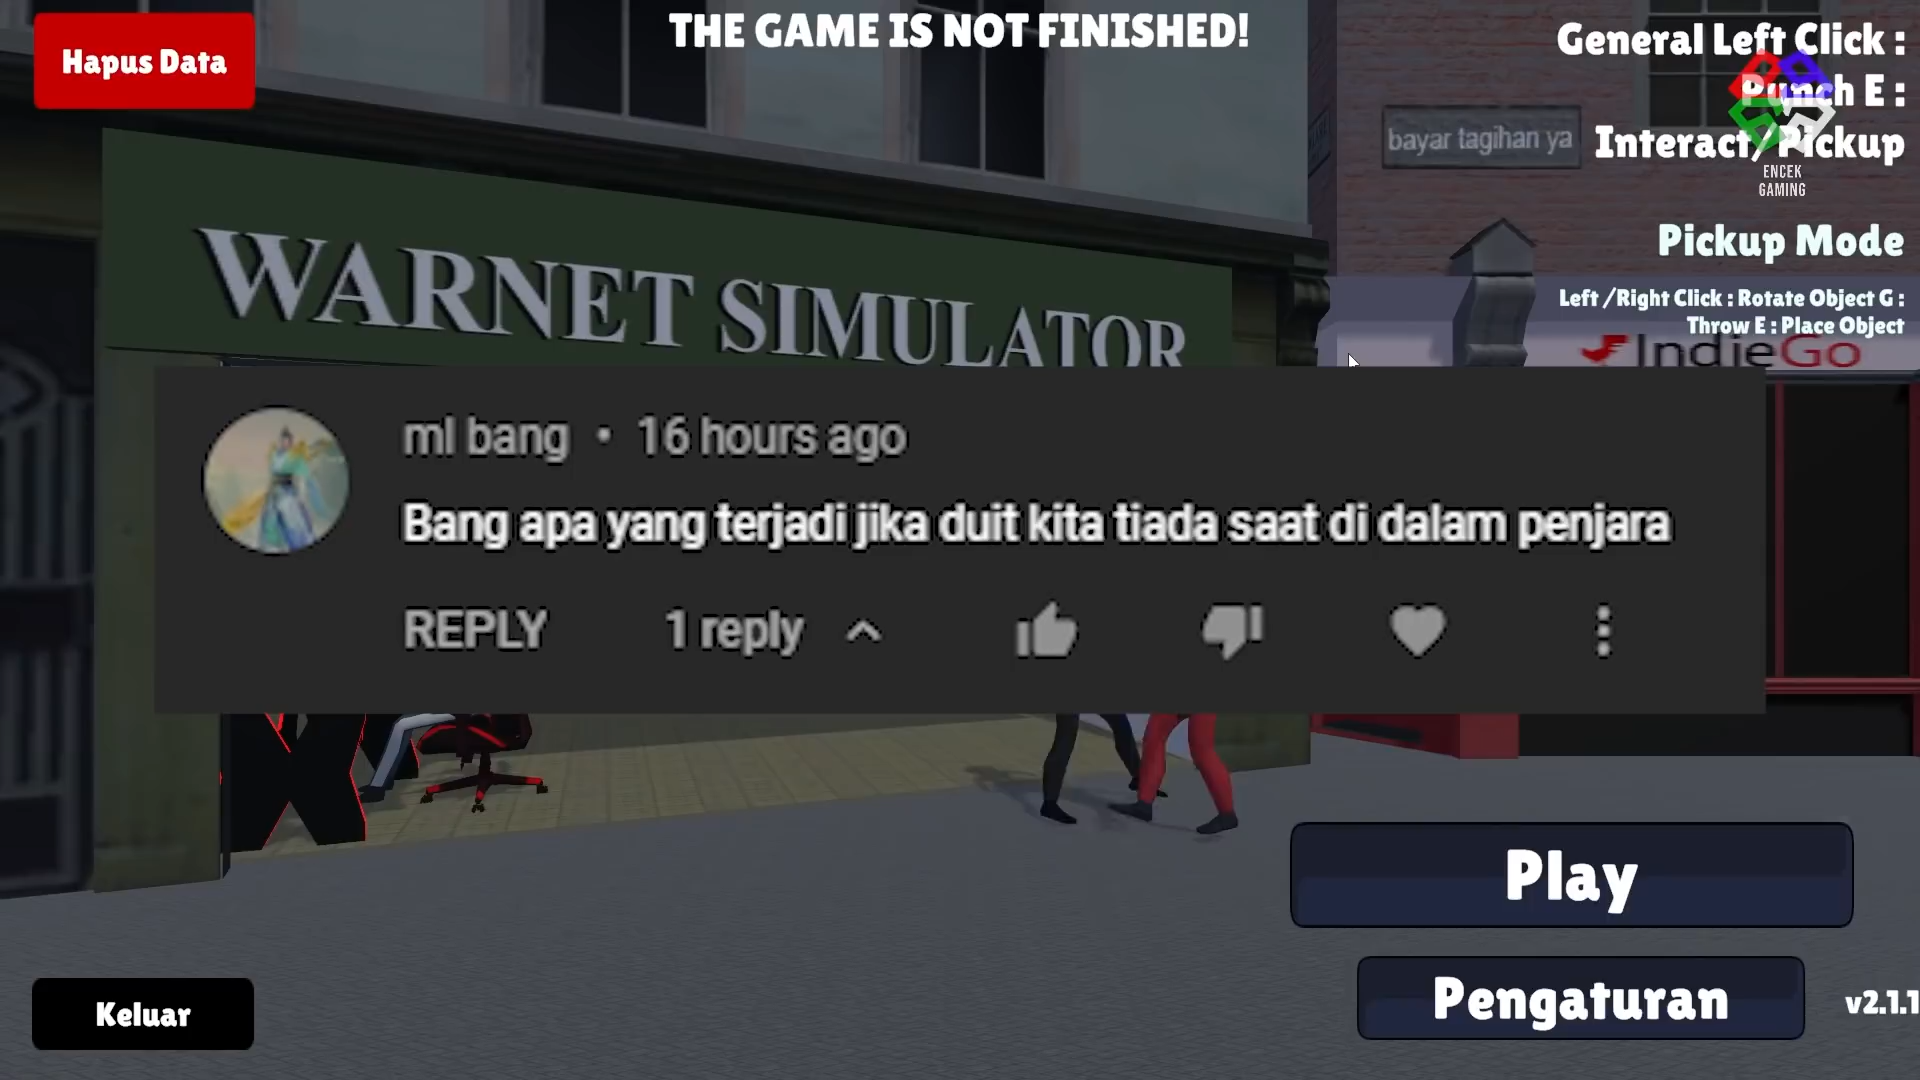 THE GAME IS NOT FINISHED!
Hapus Data
General Left Click :
Punch E :
Interact/Pickup
bayar tagihan ya
ENCEK
GAMING
Pickup Mode
Left /Right Click : Rotate Object G :
Throw E : Place Object
IndieGo
WARNET SIMULATOR
ml bang • 16 hours ago
Bang apa yang terjadi jika duit kita tiada saat di dalam penjara
REPLY 1 reply
Play
Pengaturan
v2.1.1
Keluar